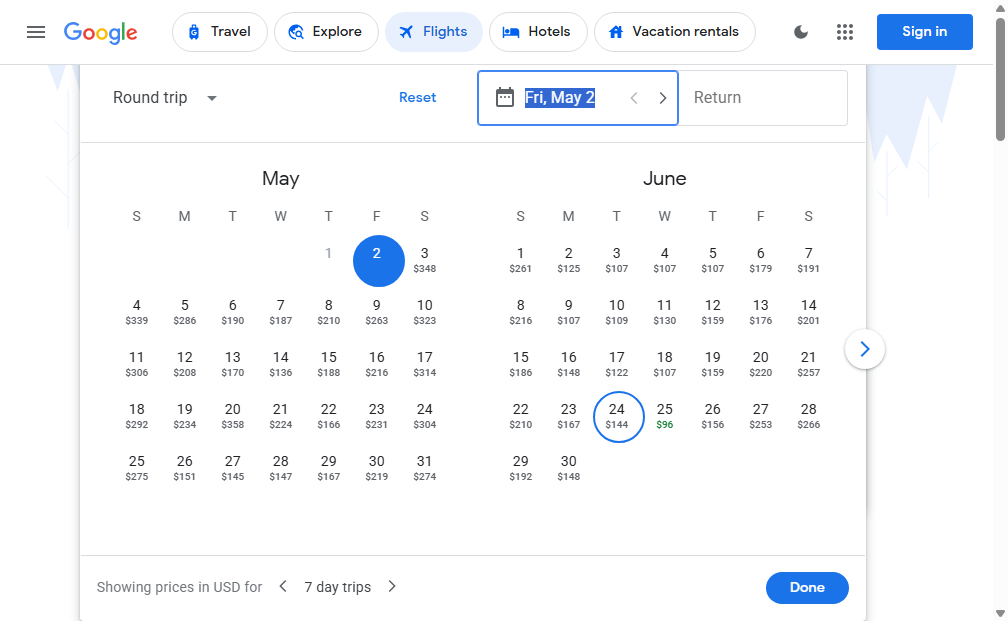 Google
Travel
Explore
Flights
Hotels
Vacation rentals
Sign in
Round trip
Reset
Fri, May 2
Return
May
June
S M T W T F S
S M T W T F S
1 2 3
$348
1 2 3 4 5 6 7
$261 $125 $107 $107 $107 $179 $191
4 5 6 7 8 9 10
$339 $286 $190 $187 $210 $263 $323
8 9 10 11 12 13 14
$216 $107 $109 $130 $159 $176 $201
11 12 13 14 15 16 17
$306 $208 $170 $136 $188 $216 $314
15 16 17 18 19 20 21
$186 $148 $122 $107 $159 $220 $257
18 19 20 21 22 23 24
$292 $234 $358 $224 $166 $231 $304
22 23 24 25 26 27 28
$210 $167 $144 $96 $156 $253 $266
25 26 27 28 29 30 31
$275 $151 $145 $147 $167 $219 $274
29 30
$192 $148
Showing prices in USD for
7 day trips
Done